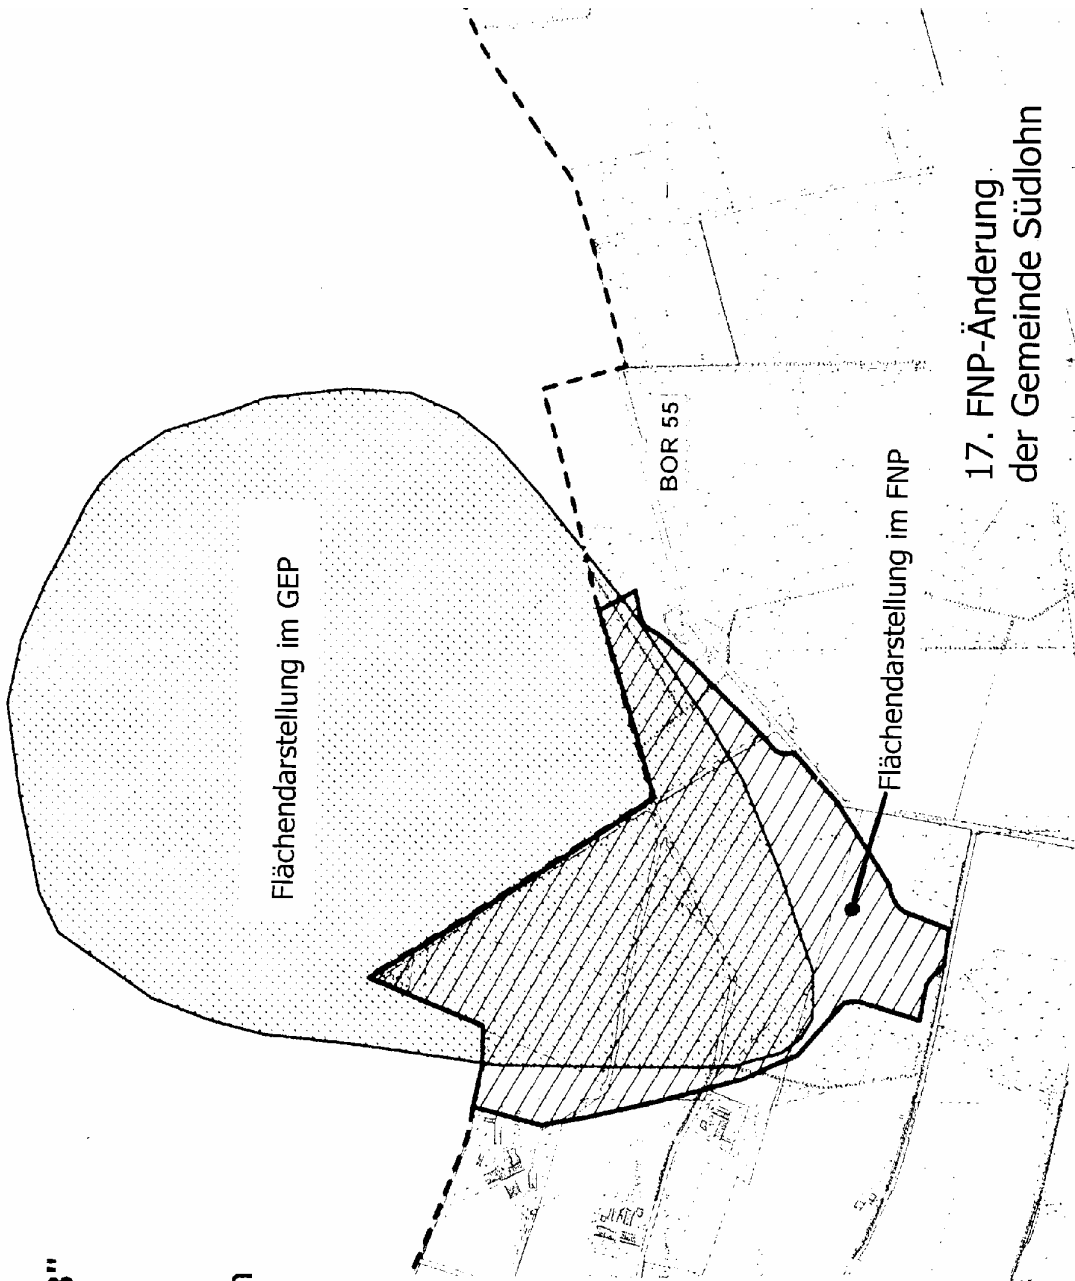 Flächendarstellung im GEP
BOR 55
Flächendarstellung im FNP
17. FNP-Änderung
der Gemeinde Südlohn